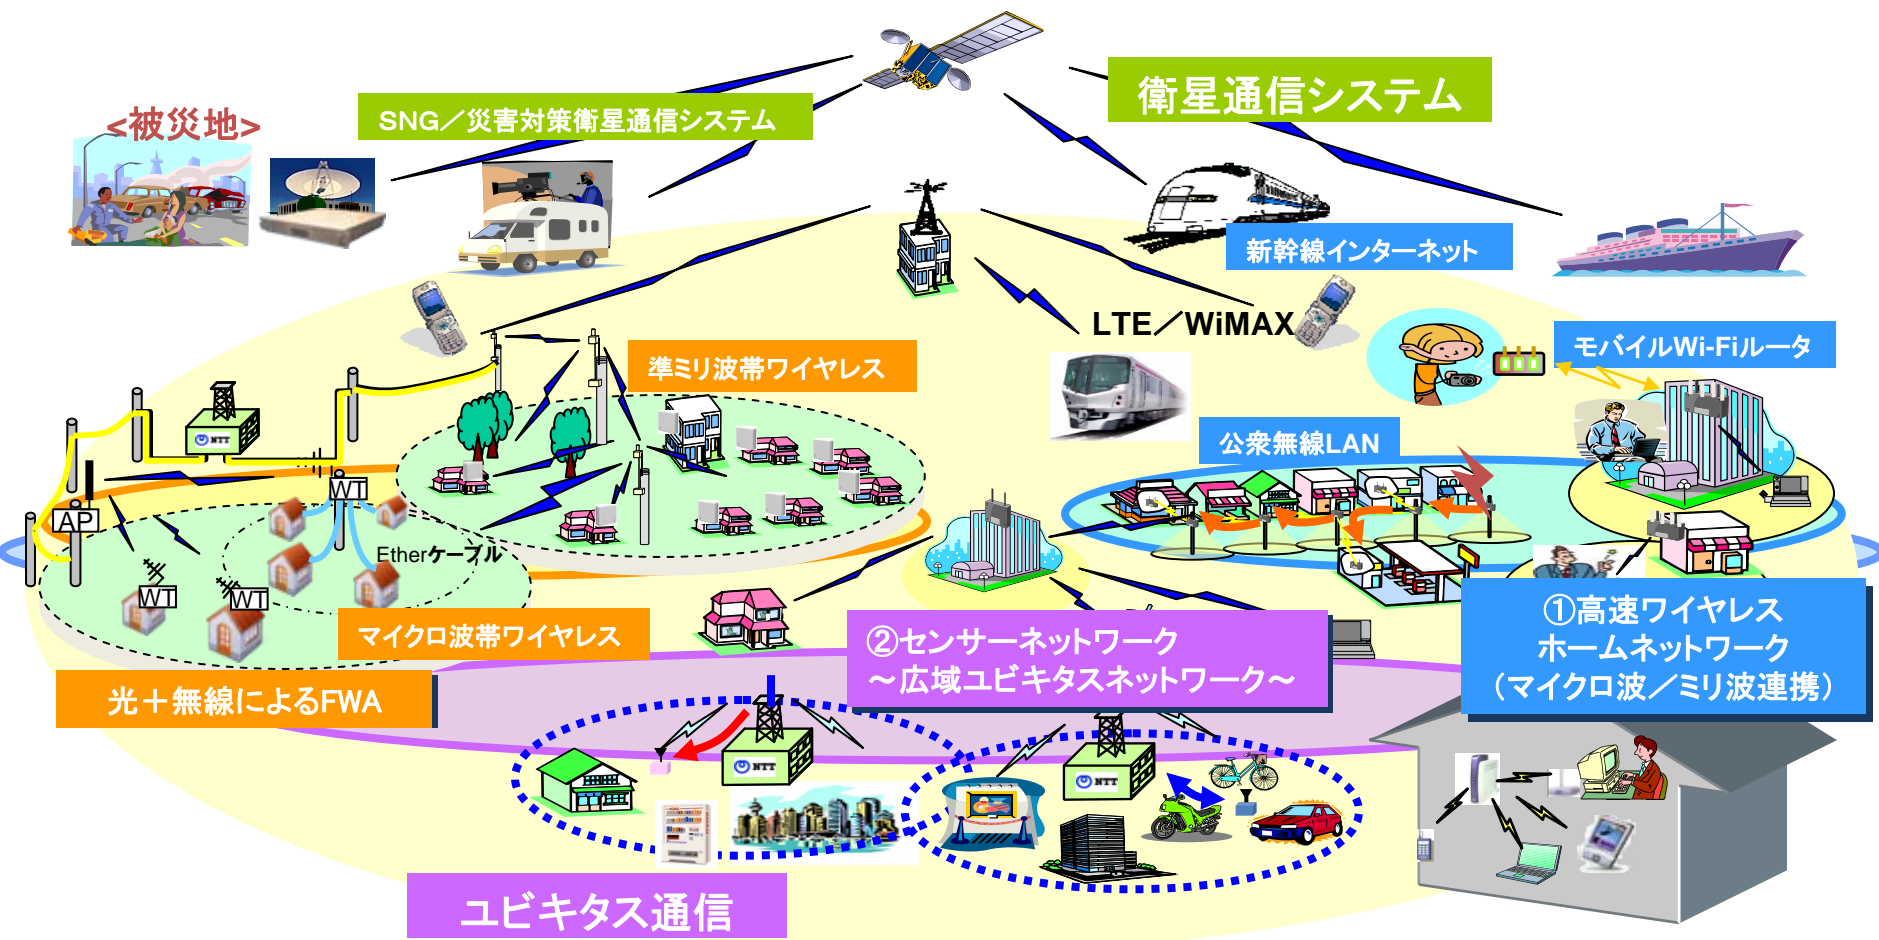 衛星通信システム
<被災地>
SNG／災害対策衛星通信システム
新幹線インターネット
LTE／WiMAX
モバイルWi-Fiルータ
準ミリ波帯ワイヤレス
公衆無線LAN
NTT
WT
AP
Etherケーブル
WT
WT
マイクロ波帯ワイヤレス
光＋無線によるFWA
②センサーネットワーク
～広域ユビキタスネットワーク～
①高速ワイヤレス
ホームネットワーク
（マイクロ波／ミリ波連携）
NTT
NTT
ユビキタス通信